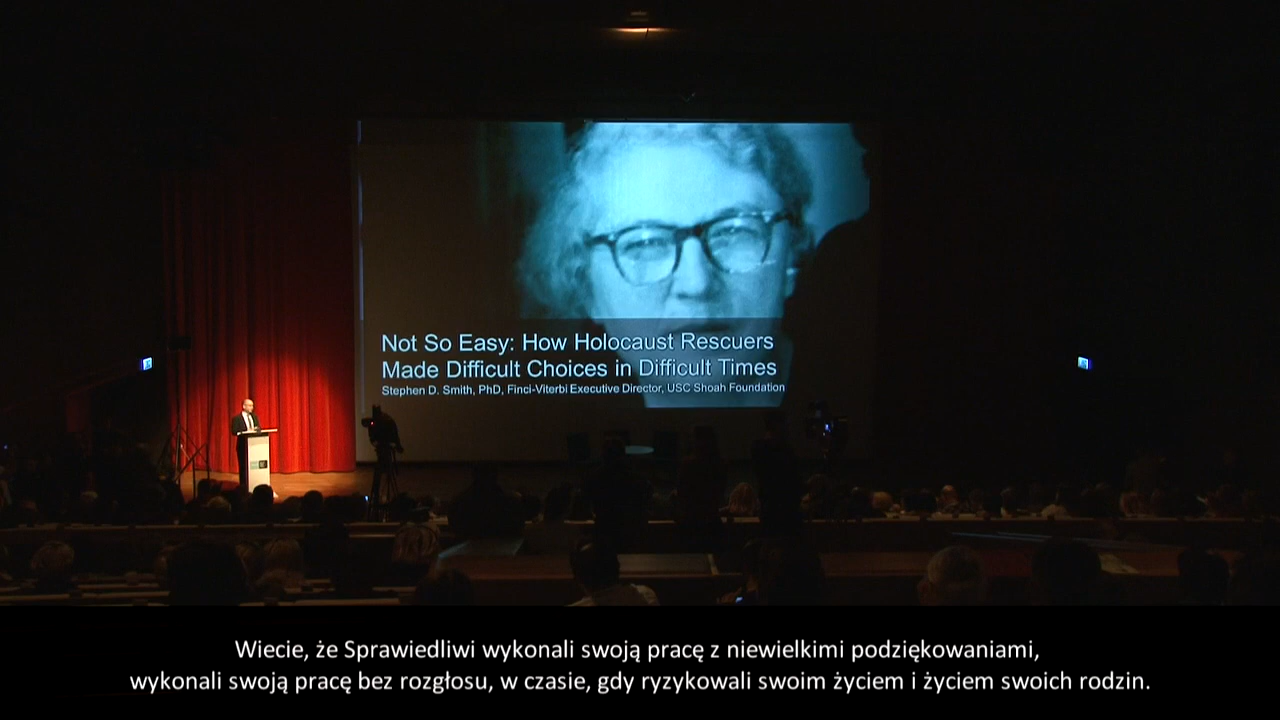 Not So Easy: How Holocaust Rescuers
Made Difficult Choices in Difficult Times
Stephen D. Smith, PhD, Finci-Viterbi Executive Director, USC Shoah Foundation
Wiecie, że Sprawiedliwi wykonali swoją pracę z niewielkimi podziękowaniami,
wykonali swoją pracę bez rozgłosu, w czasie, gdy ryzykowali swoim życiem i życiem swoich rodzin.